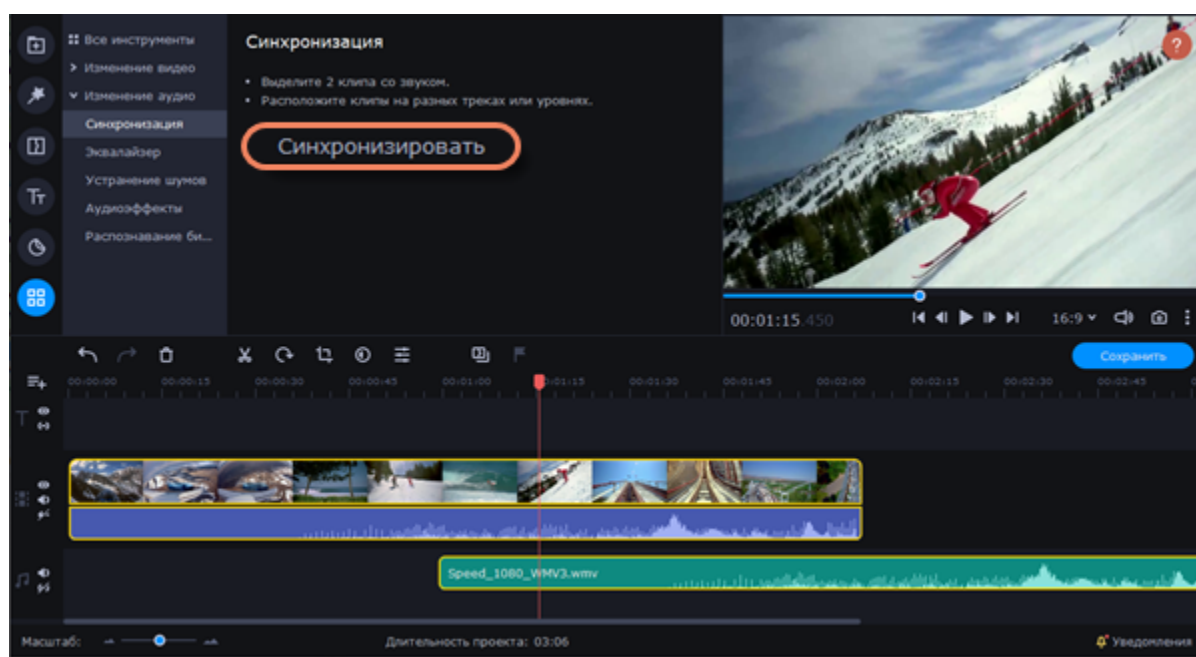 Все инструменты
Изменение видео
Изменение аудио
Синхронизация
Эквалайзер
Устранение шумов
Аудиоэффекты
Распознавание би...
Синхронизация
• Выделите 2 клипа со звуком.
• Расположите клипы на разных треках или уровнях.
Синхронизировать
?
00:01:15.450
16:9
Сохранить
00:00:00 00:00:15 00:00:30 00:00:45 00:01:00 00:01:15 00:01:30 00:01:45 00:02:00 00:02:15 00:02:30 00:02:45
Speed_1080_WMV3.wmv
Масштаб:
Длительность проекта: 03:06
Уведомления